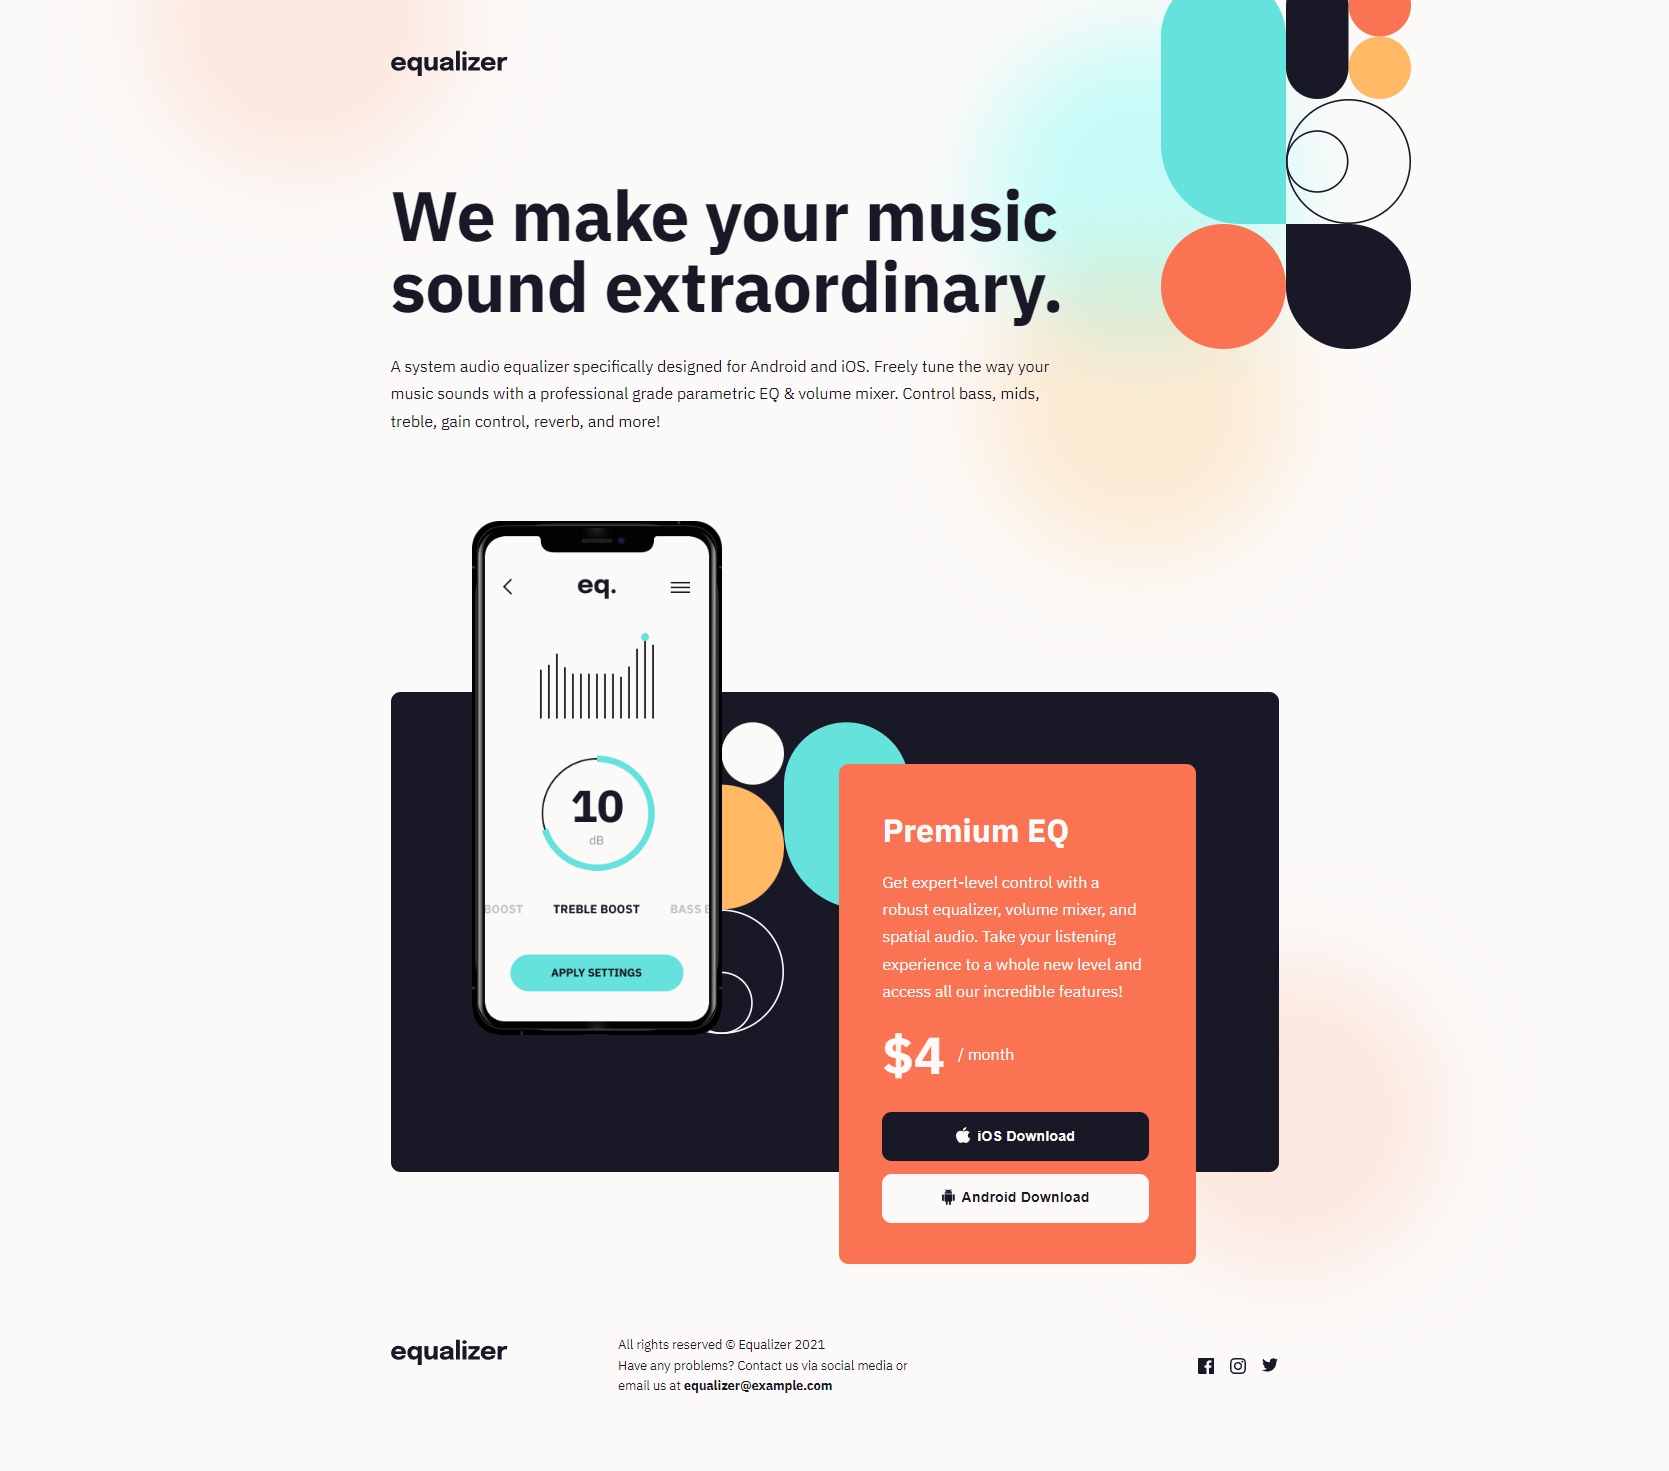 equalizer
We make your music
sound extraordinary.
A system audio equalizer specifically designed for Android and iOS. Freely tune the way your
music sounds with a professional grade parametric EQ & volume mixer. Control bass, mids,
treble, gain control, reverb, and more!
eq.
10
dB
BOOST
TREBLE BOOST
BASS
APPLY SETTINGS
Premium EQ
Get expert-level control with a
robust equalizer, volume mixer, and
spatial audio. Take your listening
experience to a whole new level and
access all our incredible features!
$4 / month
iOS Download
Android Download
equalizer
All rights reserved © Equalizer 2021
Have any problems? Contact us via social media or
email us at equalizer@example.com